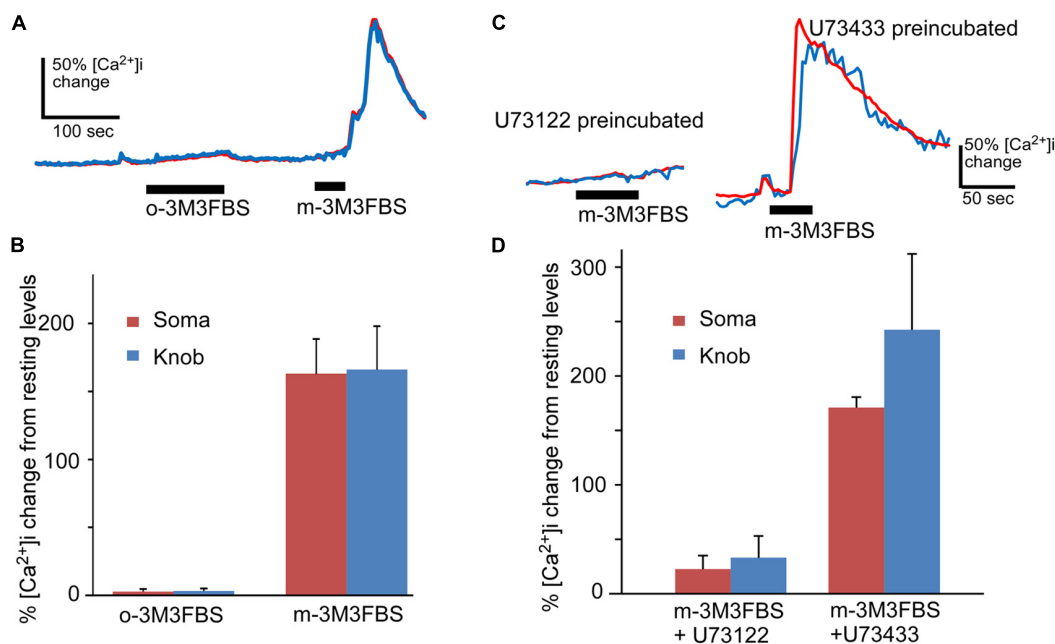 A
50% [Ca2+]i
change
100 sec
o-3M3FBS
m-3M3FBS
B
% [Ca2+]i change from resting levels
200
100
0
Soma
Knob
o-3M3FBS
m-3M3FBS
C
U73433 preincubated
U73122 preincubated
50% [Ca2+]i
change
50 sec
m-3M3FBS
m-3M3FBS
D
% [Ca2+]i change from resting levels
300
200
100
0
Soma
Knob
m-3M3FBS
+ U73122
m-3M3FBS
+U73433